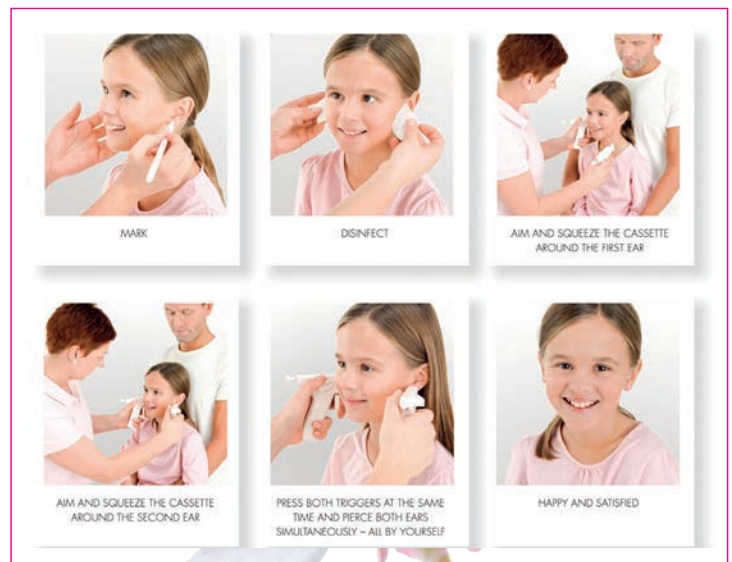 MARK
DISINFECT
AIM AND SQUEEZE THE CASSETTE
AROUND THE FIRST EAR
AIM AND SQUEEZE THE CASSETTE
AROUND THE SECOND EAR
PRESS BOTH TRIGGERS AT THE SAME
TIME AND PIERCE BOTH EARS
SIMULTANEOUSLY – ALL BY YOURSELF
HAPPY AND SATISFIED